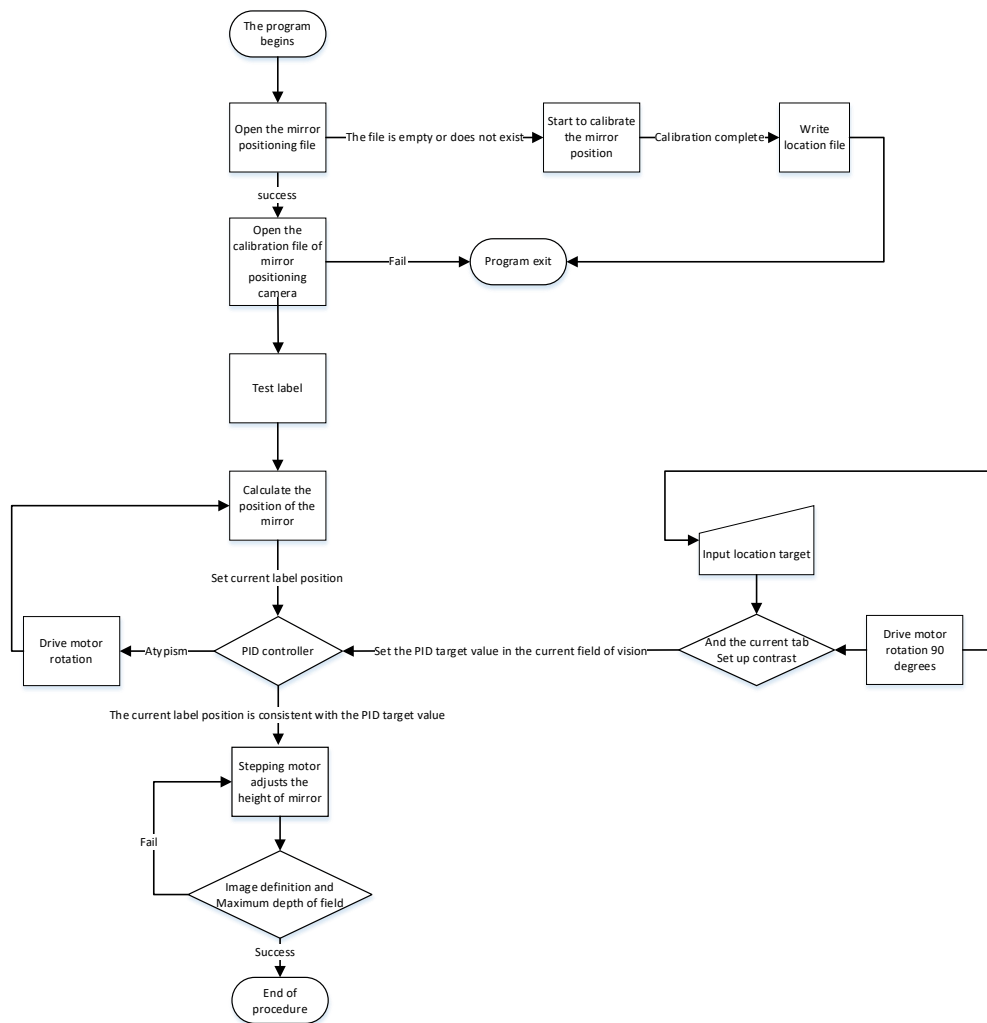 The program
begins
Open the mirror
positioning file
The file is empty or does not exist
Start to calibrate
the mirror
position
Calibration complete
Write
location file
success
Open the
calibration file of
mirror
positioning
camera
Fail
Program exit
Test label
Calculate the
position of the
mirror
Input location target
Set current label position
Drive motor
rotation
Atypism
PID controller
Set the PID target value in the current field of vision
And the current tab
Set up contrast
Drive motor
rotation 90
degrees
The current label position is consistent with the PID target value
Stepping motor
adjusts the
height of mirror
Fail
Image definition and
Maximum depth of field
Success
End of
procedure